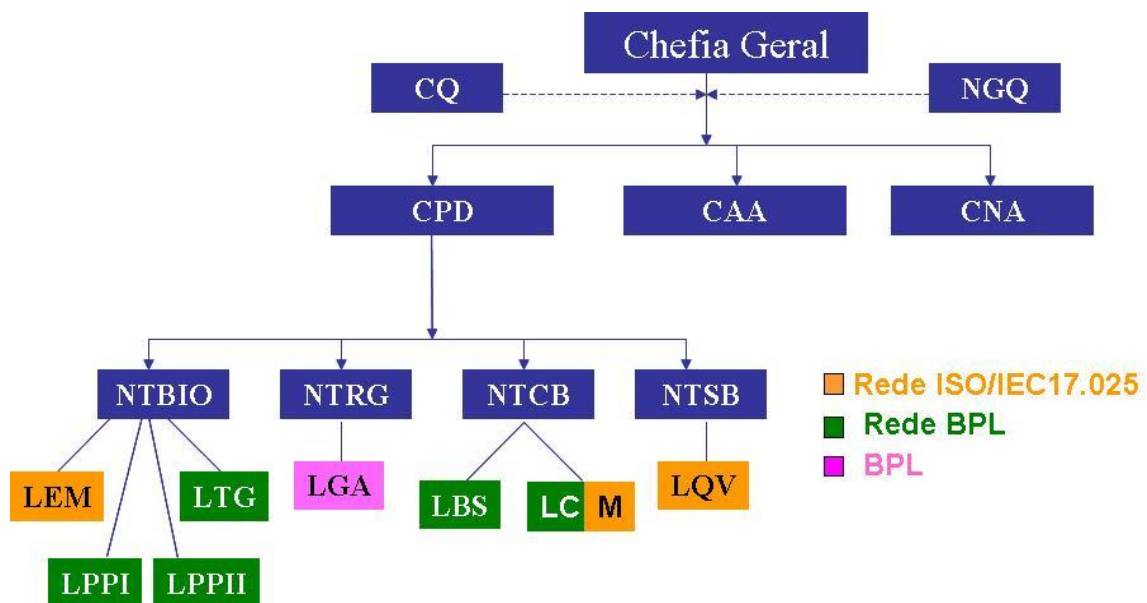 Chefia Geral
CQ
NGQ
CPD
CAA
CNA
NTBIO
NTRG
NTCB
NTSB
Rede ISO/IEC17.025
Rede BPL
BPL
LEM
LTG
LGA
LBS
LCM
LQV
LPPI
LPPII